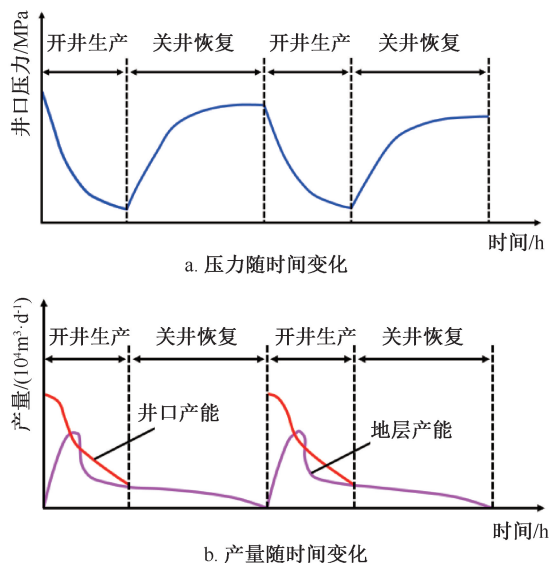 井口压力/MPa
开井生产 关井恢复 开井生产 关井恢复
时间/h
a. 压力随时间变化
产量/(10⁴m³·d⁻¹)
开井生产 关井恢复 开井生产 关井恢复
井口产能
地层产能
时间/h
b. 产量随时间变化